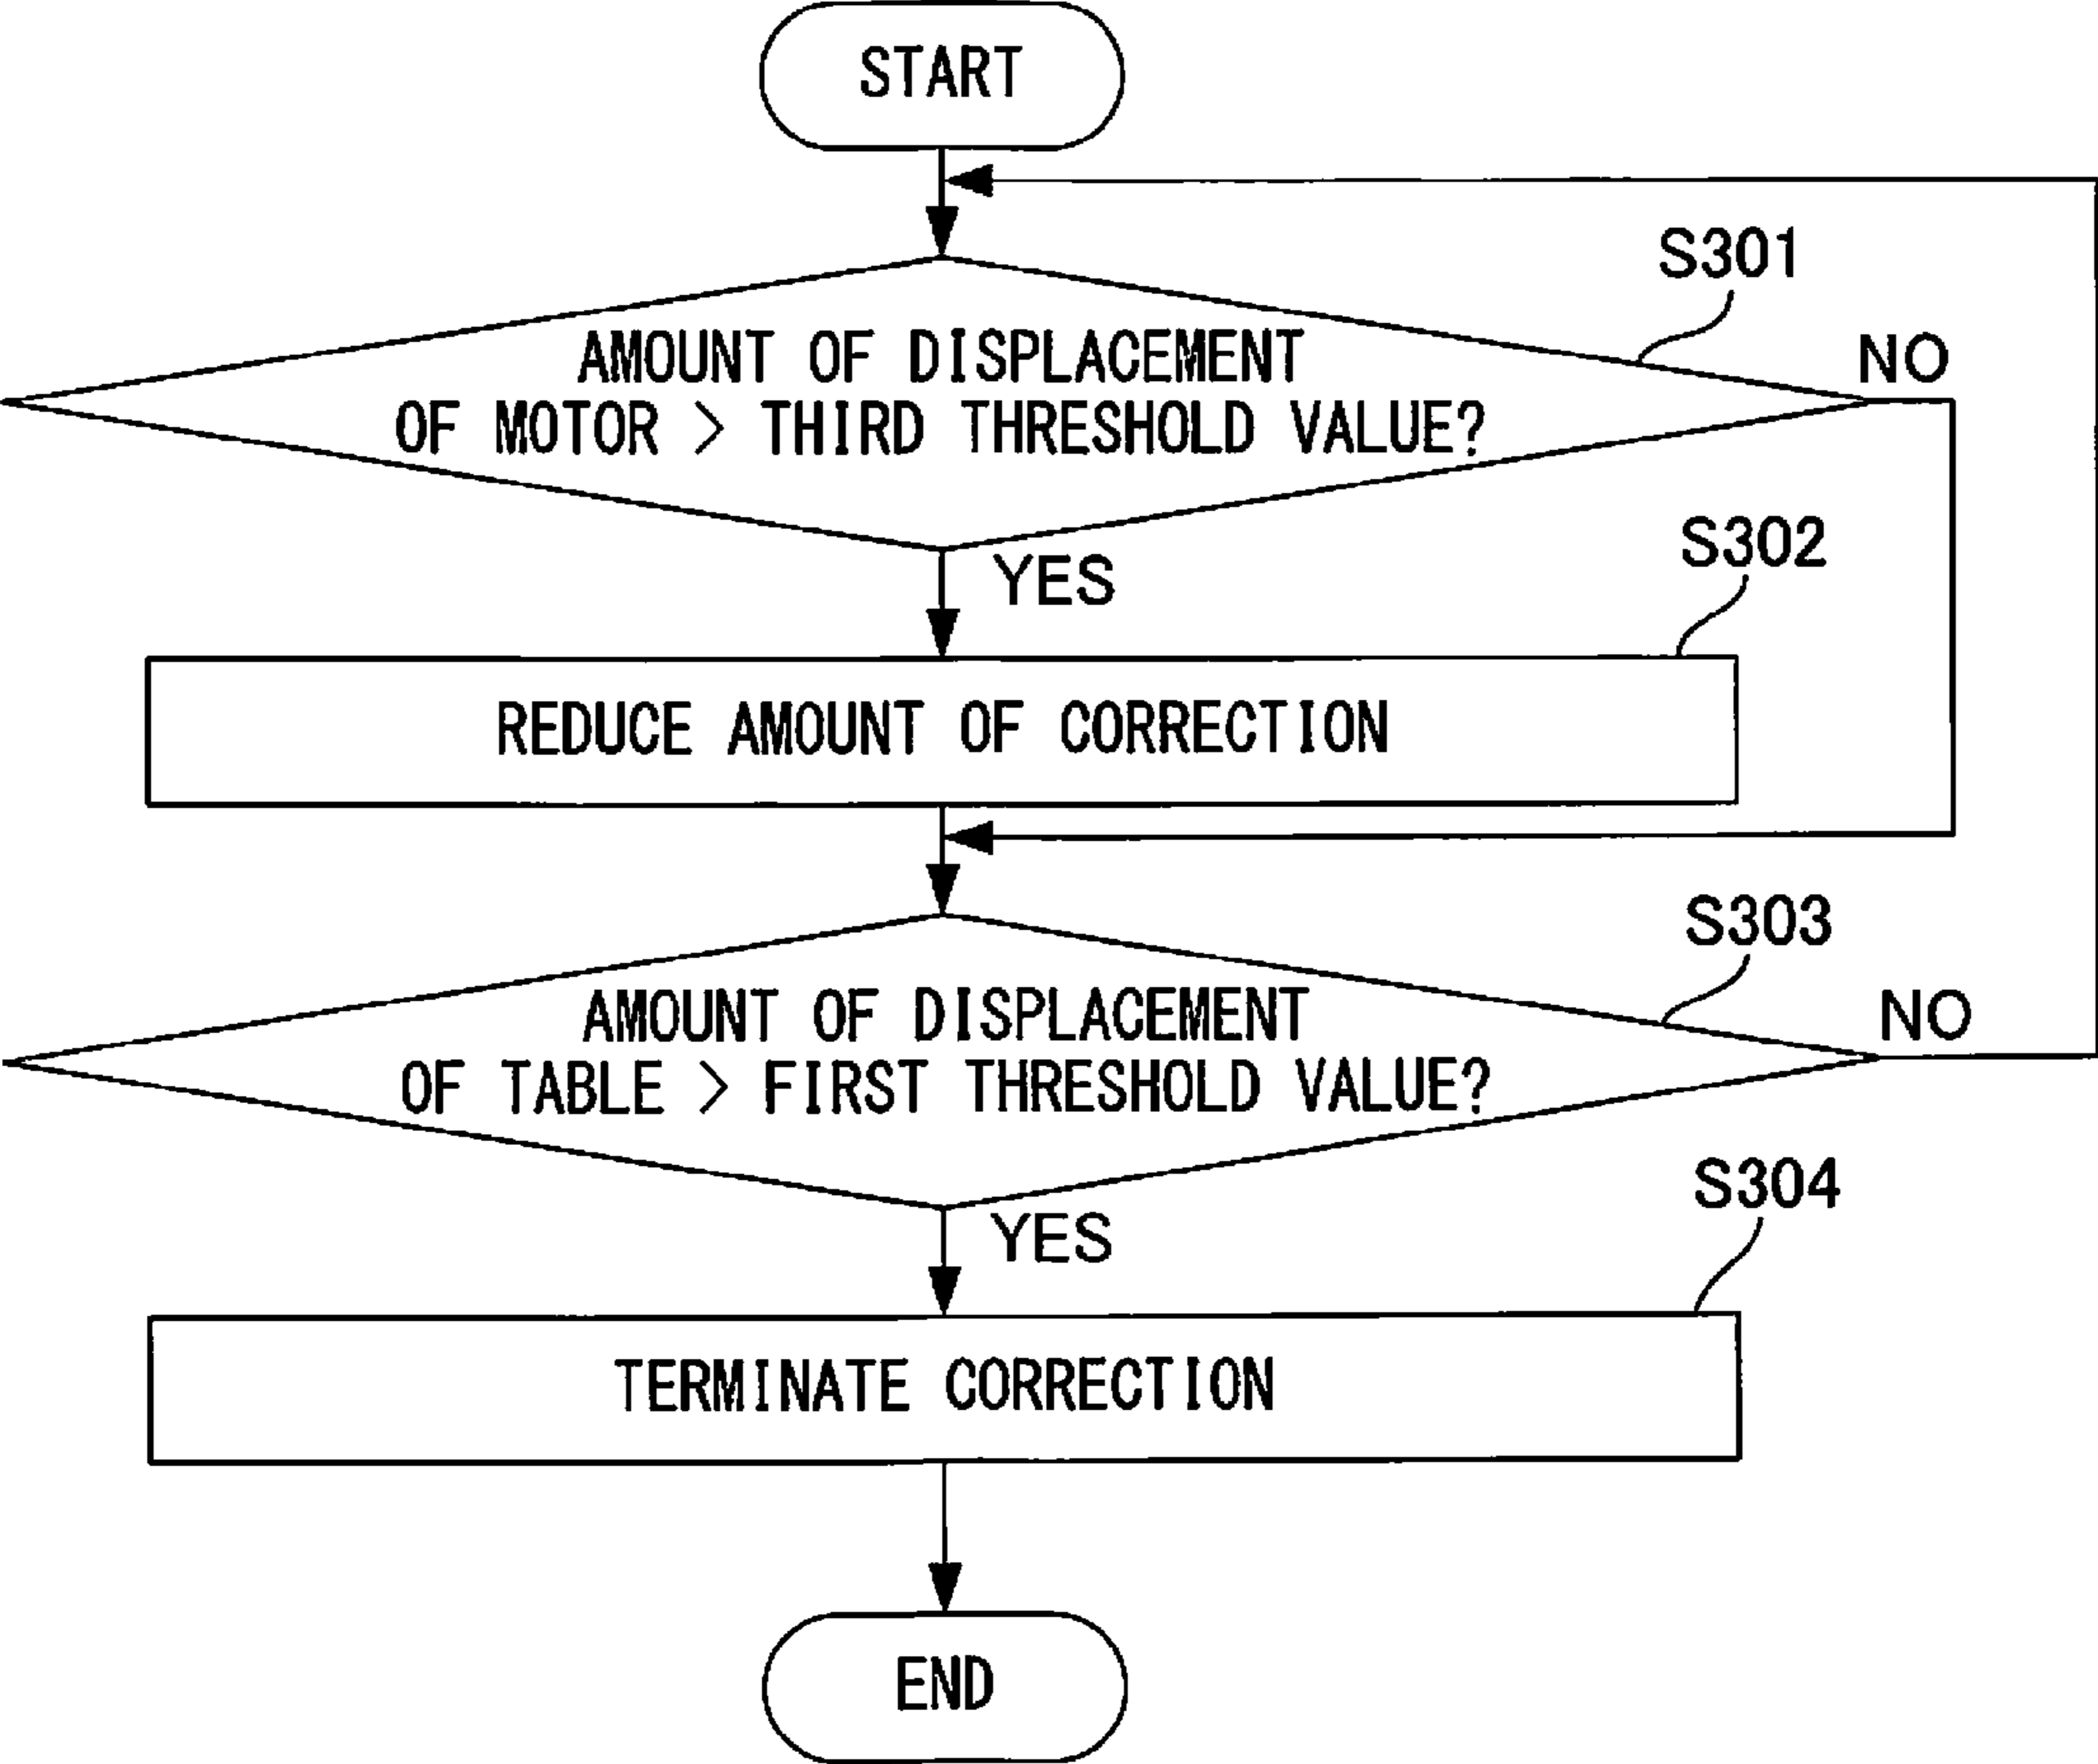 START
S301
AMOUNT OF DISPLACEMENT
OF MOTOR > THIRD THRESHOLD VALUE?
NO
YES
S302
REDUCE AMOUNT OF CORRECTION
S303
AMOUNT OF DISPLACEMENT
OF TABLE > FIRST THRESHOLD VALUE?
NO
YES
S304
TERMINATE CORRECTION
END